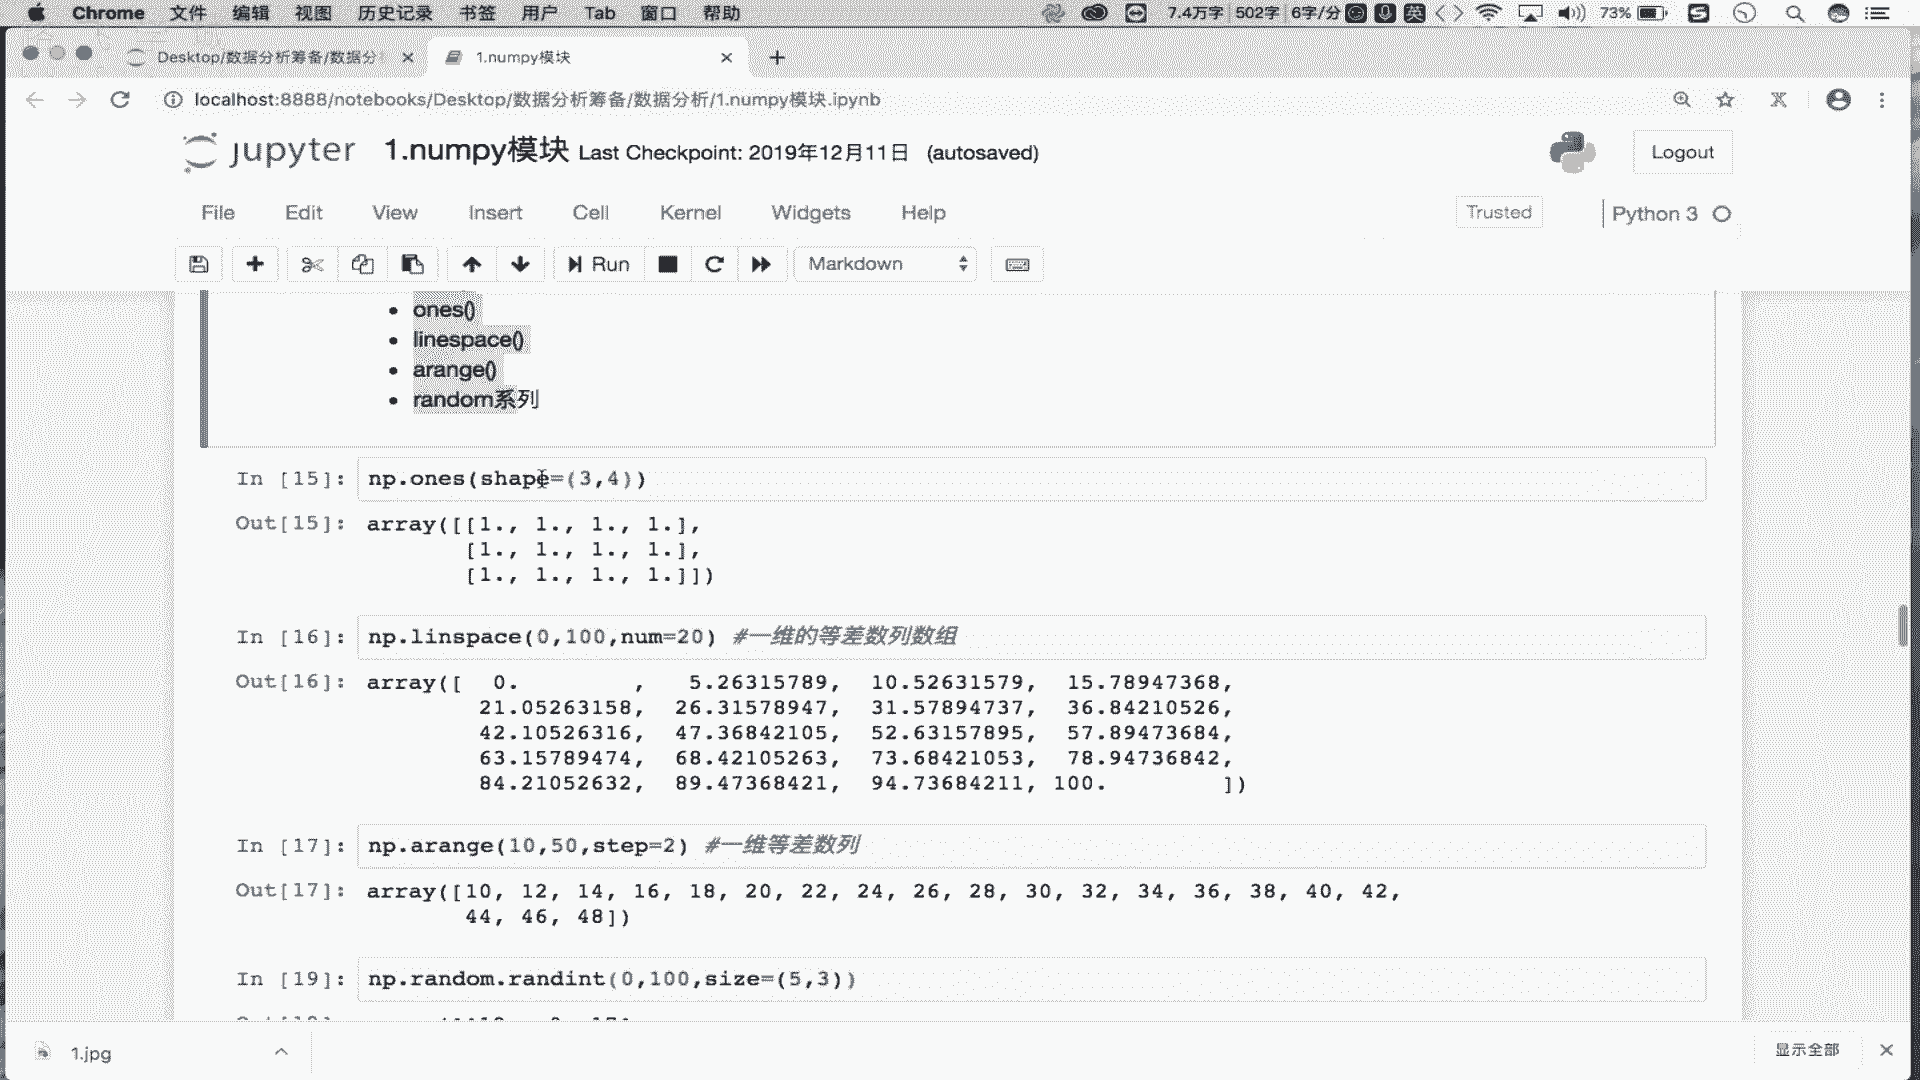 Chrome 文件 编辑 视图 历史记录 书签 用户 Tab 窗口 帮助 7.4万字 502字 6字/分 英 73%
Desktop/数据分析筹备/数据分 1.numpy模块
localhost:8888/notebooks/Desktop/数据分析筹备/数据分析/1.numpy模块.ipynb
jupyter 1.numpy模块 Last Checkpoint: 2019年12月11日 (autosaved) Logout
File Edit View Insert Cell Kernel Widgets Help Trusted Python 3
Run Markdown
ones()
linespace()
arange()
random系列
In [15]: np.ones(shape=(3,4))
Out[15]: array([[1., 1., 1., 1.],
[1., 1., 1., 1.],
[1., 1., 1., 1.]])
In [16]: np.linspace(0,100,num=20) #一维的等差数列数组
Out[16]: array([ 0. , 5.26315789, 10.52631579, 15.78947368,
21.05263158, 26.31578947, 31.57894737, 36.84210526,
42.10526316, 47.36842105, 52.63157895, 57.89473684,
63.15789474, 68.42105263, 73.68421053, 78.94736842,
84.21052632, 89.47368421, 94.73684211, 100. ])
In [17]: np.arange(10,50,step=2) #一维等差数列
Out[17]: array([10, 12, 14, 16, 18, 20, 22, 24, 26, 28, 30, 32, 34, 36, 38, 40, 42,
44, 46, 48])
In [19]: np.random.randint(0,100,size=(5,3))
1.jpg 显示全部